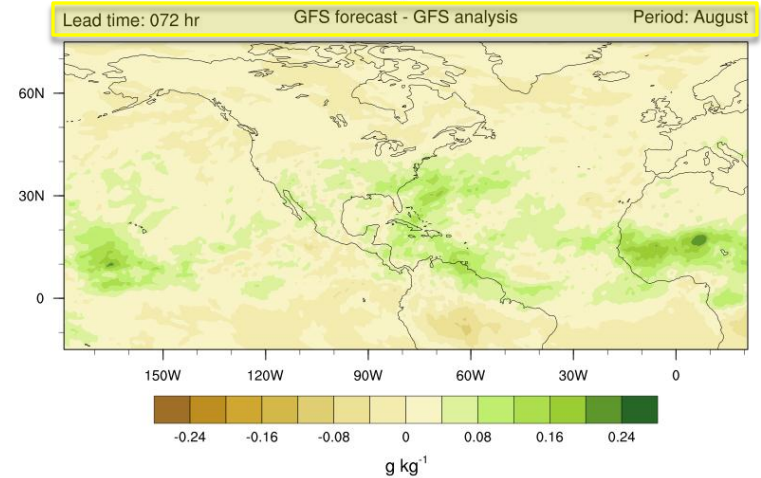 Lead time: 072 hr GFS forecast - GFS analysis Period: August
60N
30N
0
150W 120W 90W 60W 30W 0
-0.24 -0.16 -0.08 0 0.08 0.16 0.24
g kg-1